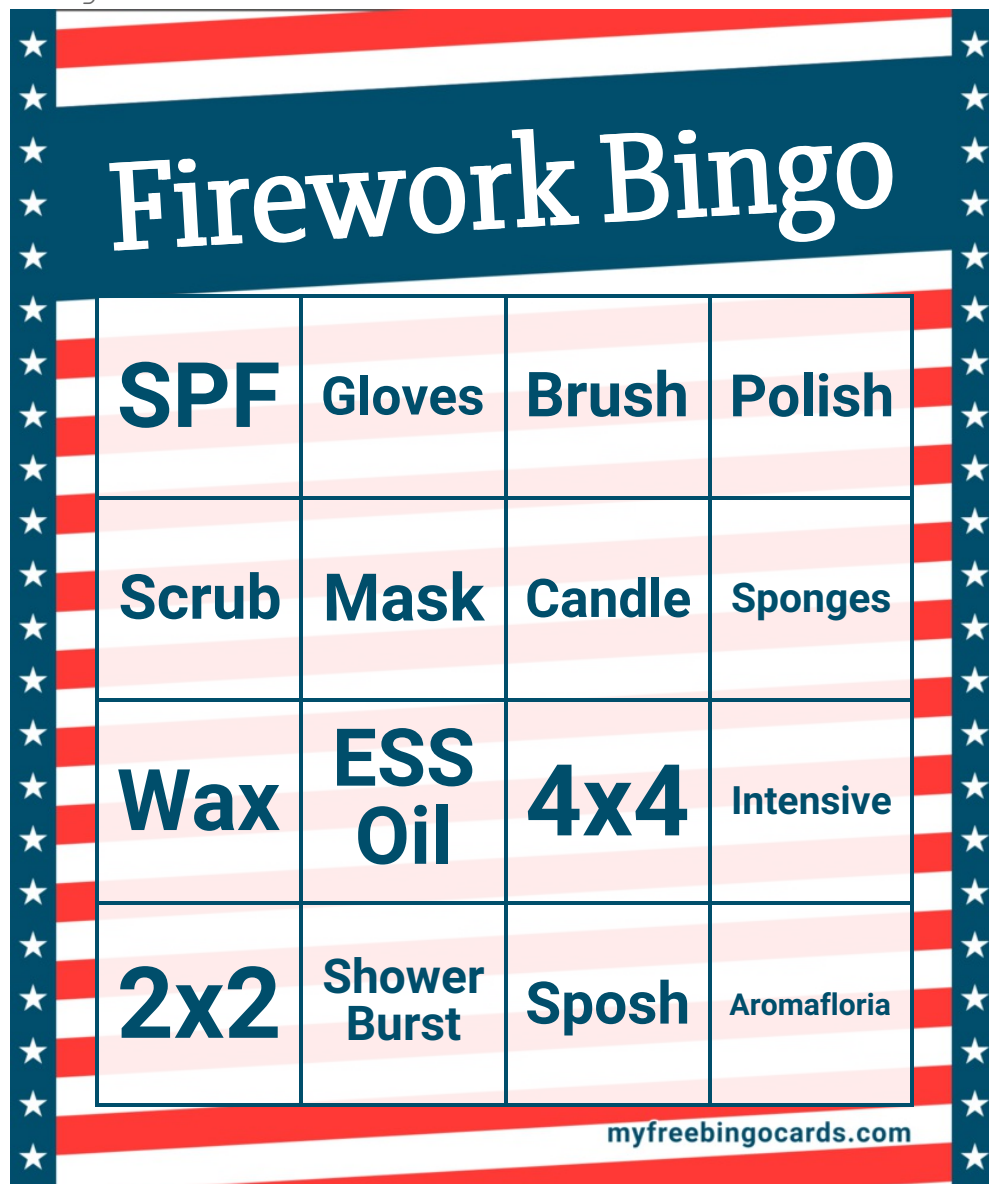 Firework Bingo
SPF
Gloves
Brush
Polish
Scrub
Mask
Candle
Sponges
Wax
ESS
Oil
4x4
Intensive
2x2
Shower
Burst
Sposh
Aromafloria
myfreebingocards.com